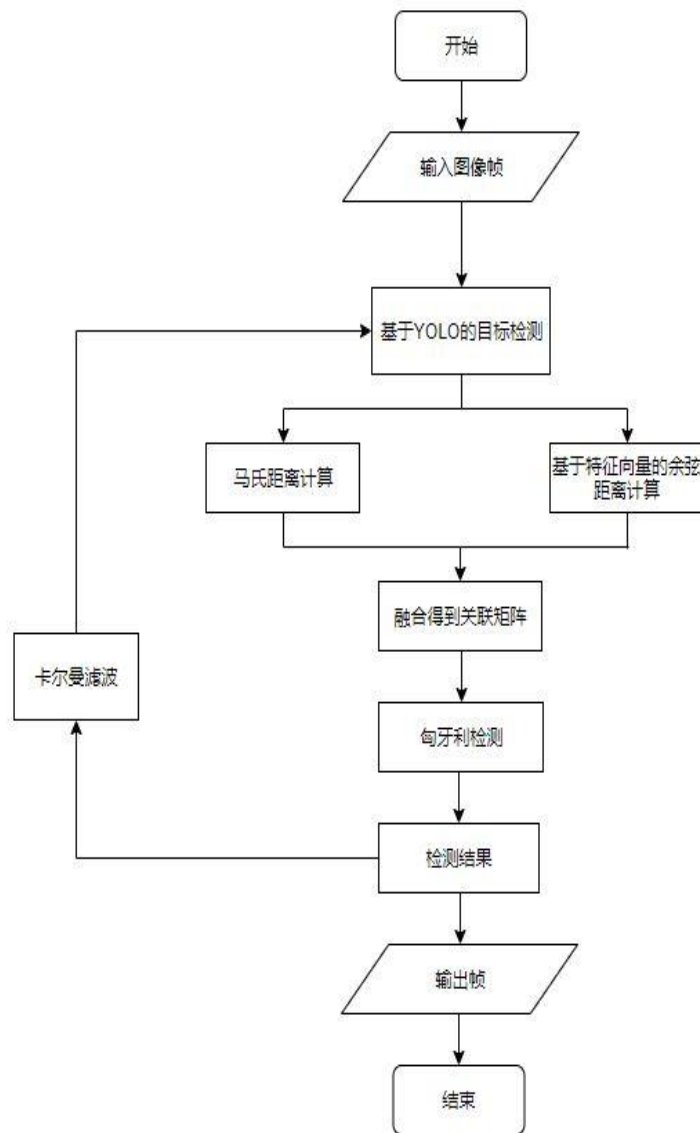 开始
输入图像帧
基于YOLO的目标检测
马氏距离计算
基于特征向量的余弦
距离计算
融合得到关联矩阵
卡尔曼滤波
匈牙利检测
检测结果
输出帧
结束